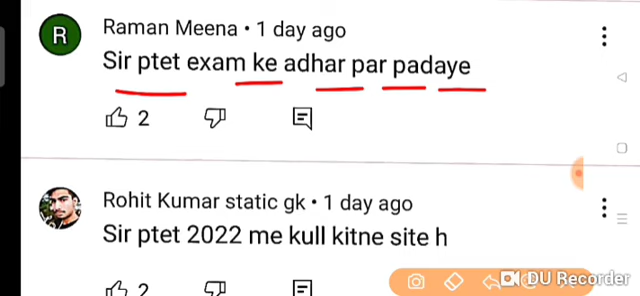 R
Raman Meena • 1 day ago
Sir ptet exam ke adhar par padaye
2
Rohit Kumar static gk • 1 day ago
Sir ptet 2022 me kull kitne site h
2
DU Recorder